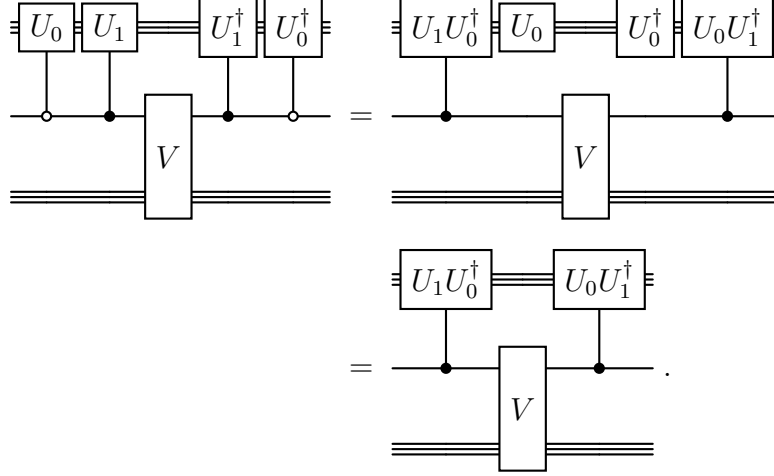 U_0 U_1 U_1^† U_0^† U_1U_0^† U_0 U_0^† U_0U_1^†
V = V
U_1U_0^† U_0U_1^†
= V .